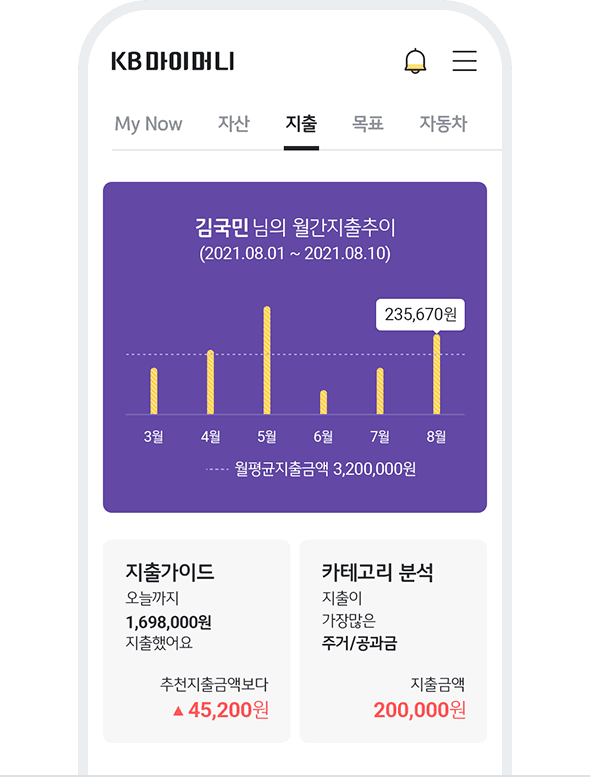 KB마이머니
My Now 자산 지출 목표 자동차
김국민 님의 월간지출추이
(2021.08.01 ~ 2021.08.10)
235,670원
3월 4월 5월 6월 7월 8월
월평균지출금액 3,200,000원
지출가이드
오늘까지
1,698,000원
지출했어요
추천지출금액보다
▲45,200원
카테고리 분석
지출이
가장많은
주거/공과금
지출금액
200,000원